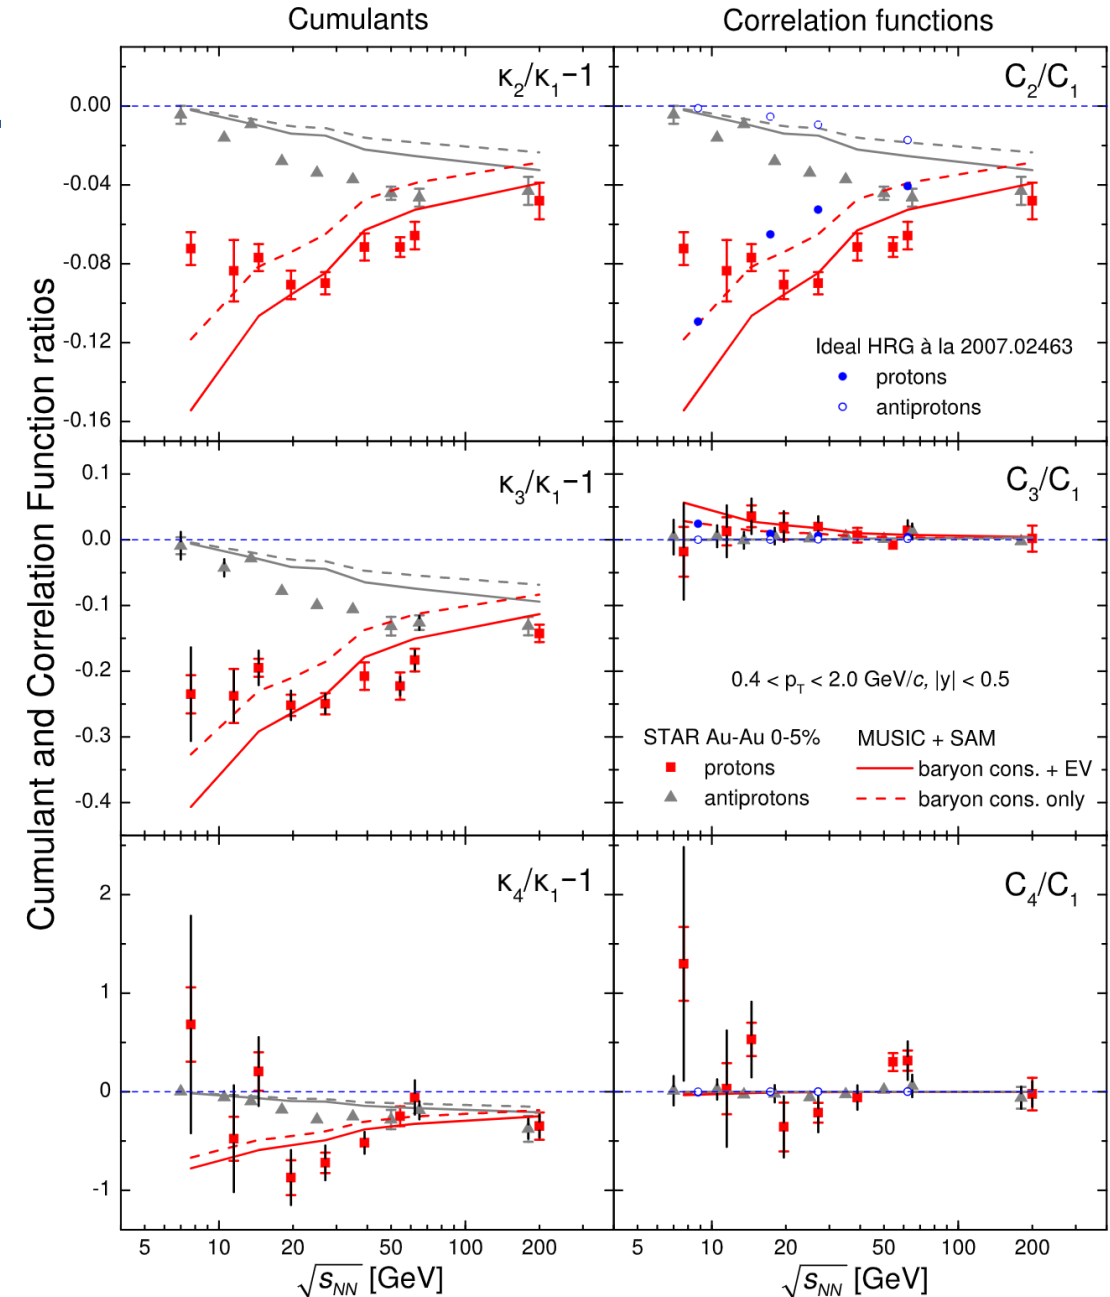 Cumulants
Correlation functions
Cumulant and Correlation Function ratios
κ₂/κ₁−1
0.00
-0.04
-0.08
-0.12
-0.16
C₂/C₁
Ideal HRG à la 2007.02463
protons
antiprotons
κ₃/κ₁−1
0.1
0.0
-0.1
-0.2
-0.3
-0.4
C₃/C₁
0.4 < p_T < 2.0 GeV/c, |y| < 0.5
STAR Au-Au 0-5%
protons
antiprotons
MUSIC + SAM
baryon cons. + EV
baryon cons. only
κ₄/κ₁−1
2
1
0
-1
C₄/C₁
5 10 20 50 100 200
√s_NN [GeV]
5 10 20 50 100 200
√s_NN [GeV]